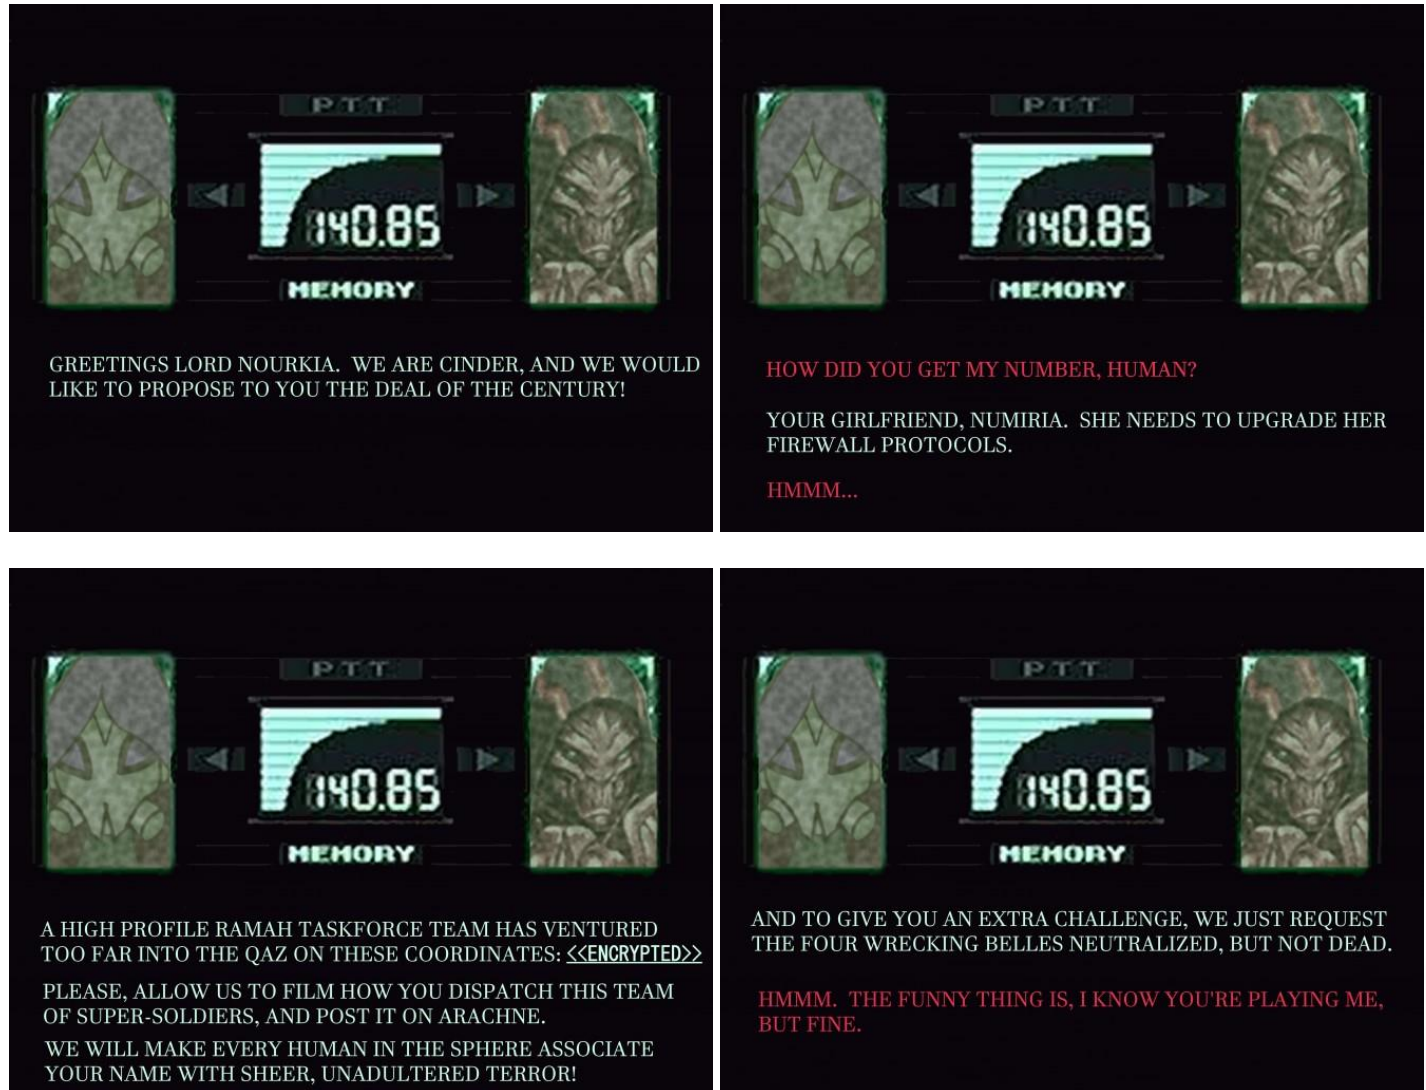 PTT
140.85
MEMORY
GREETINGS LORD NOURKIA.  WE ARE CINDER, AND WE WOULD
LIKE TO PROPOSE TO YOU THE DEAL OF THE CENTURY!
PTT
140.85
MEMORY
HOW DID YOU GET MY NUMBER, HUMAN?
YOUR GIRLFRIEND, NUMIRIA.  SHE NEEDS TO UPGRADE HER
FIREWALL PROTOCOLS.
HMMM...
PTT
140.85
MEMORY
A HIGH PROFILE RAMAH TASKFORCE TEAM HAS VENTURED
TOO FAR INTO THE QAZ ON THESE COORDINATES: <<ENCRYPTED>>
PLEASE, ALLOW US TO FILM HOW YOU DISPATCH THIS TEAM
OF SUPER-SOLDIERS, AND POST IT ON ARACHNE.
WE WILL MAKE EVERY HUMAN IN THE SPHERE ASSOCIATE
YOUR NAME WITH SHEER, UNADULTERED TERROR!
PTT
140.85
MEMORY
AND TO GIVE YOU AN EXTRA CHALLENGE, WE JUST REQUEST
THE FOUR WRECKING BELLES NEUTRALIZED, BUT NOT DEAD.
HMMM.  THE FUNNY THING IS, I KNOW YOU'RE PLAYING ME,
BUT FINE.